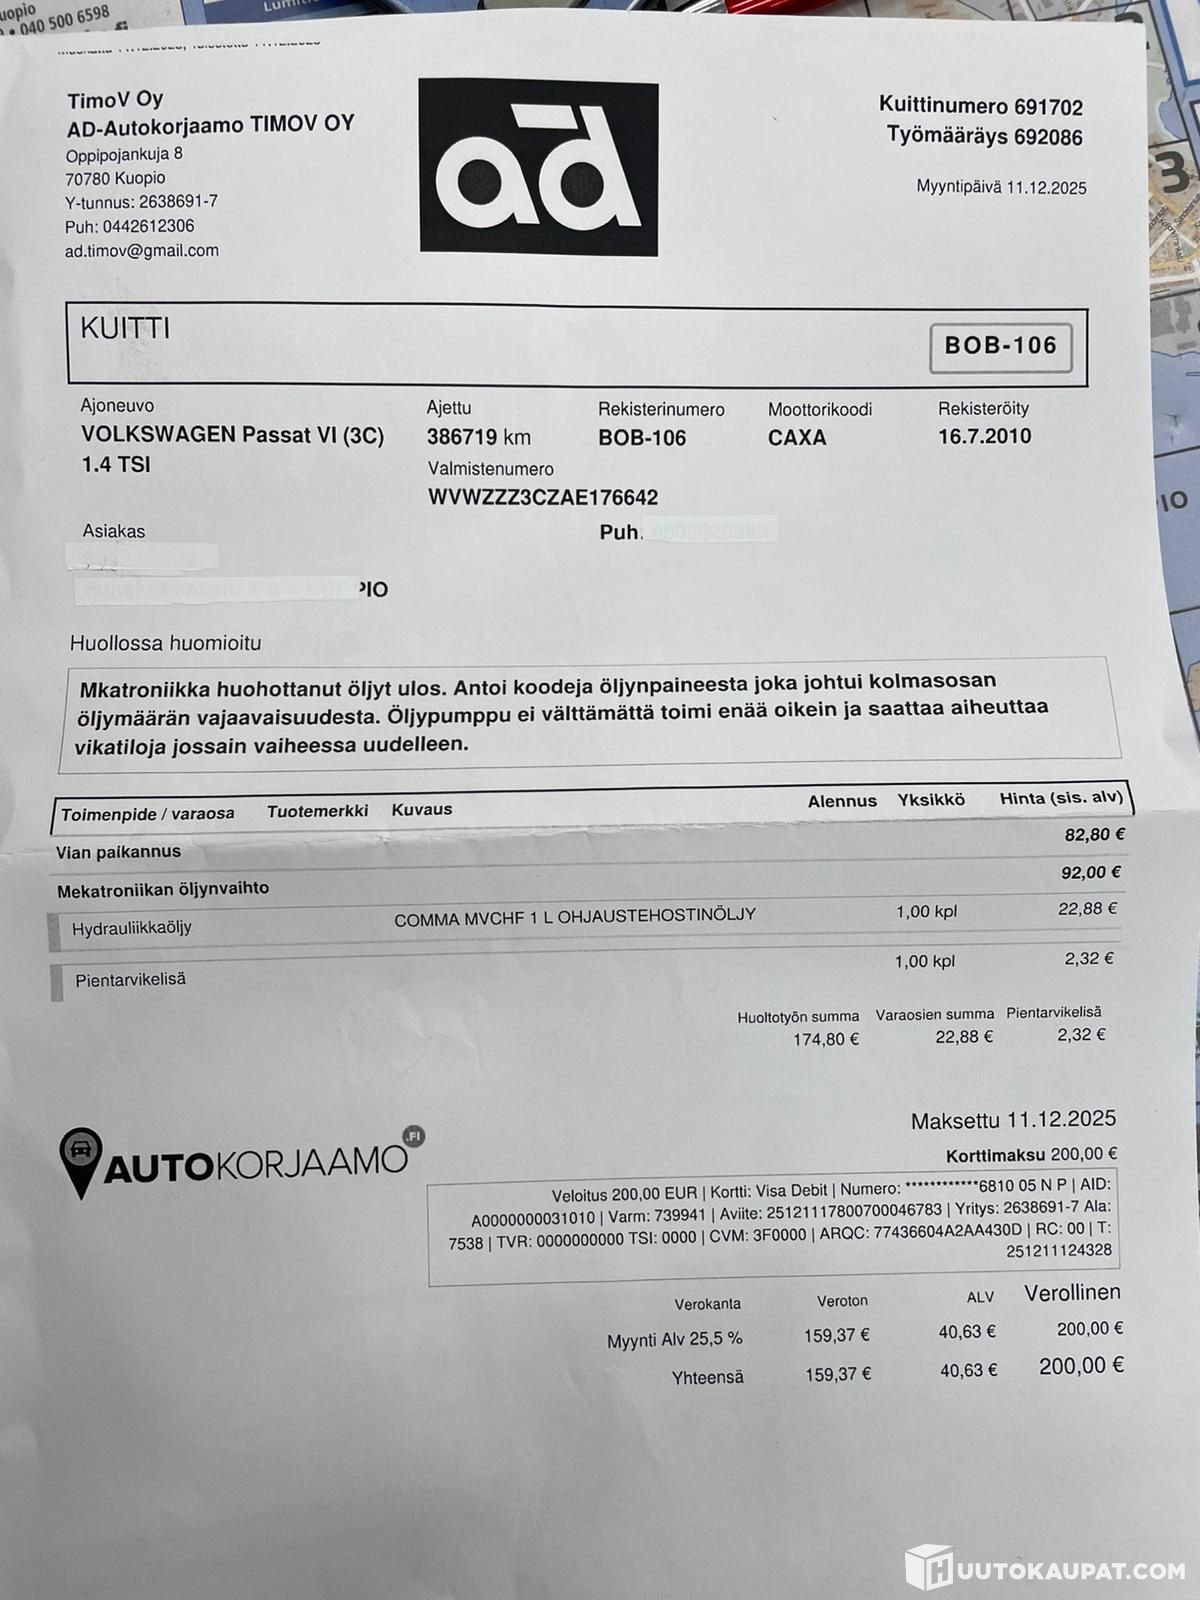 uopio
• 040 500 6598
TimoV Oy
AD-Autokorjaamo TIMOV OY
Oppipojankuja 8
70780 Kuopio
Y-tunnus: 2638691-7
Puh: 0442612306
ad.timov@gmail.com
ad
Kuittinumero 691702
Työmääräys 692086
Myyntipäivä 11.12.2025
3
KUITTI
BOB-106
Ajoneuvo
VOLKSWAGEN Passat VI (3C)
1.4 TSI
Ajettu
386719 km
Rekisterinumero
BOB-106
Moottorikoodi
CAXA
Rekisteröity
16.7.2010
Valmistenumero
WVWZZZ3CZAE176642
Asiakas
Puh:
PIO
Huollossa huomioitu
Mkatroniikka huohottanut öljyt ulos. Antoi koodeja öljynpaineesta joka johtui kolmasosan
öljymäärän vajaavaisuudesta. Öljypumppu ei välttämättä toimi enää oikein ja saattaa aiheuttaa
vikatiloja jossain vaiheessa uudelleen.
Toimenpide / varaosa Tuotemerkki Kuvaus Alennus Yksikkö Hinta (sis. alv)
Vian paikannus 82,80 €
Mekatroniikan öljynvaihto 92,00 €
Hydrauliikkaöljy COMMA MVCHF 1 L OHJAUSTEHOSTINÖLJY 1,00 kpl 22,88 €
Pientarvikelisä 1,00 kpl 2,32 €
Huoltotyön summa Varaosien summa Pientarvikelisä
174,80 € 22,88 € 2,32 €
AUTOKORJAAMO .FI
Maksettu 11.12.2025
Korttimaksu 200,00 €
Veloitus 200,00 EUR | Kortti: Visa Debit | Numero: ************6810 05 N P | AID:
A0000000031010 | Varm: 739941 | Aviite: 25121117800700046783 | Yritys: 2638691-7 Ala:
7538 | TVR: 0000000000 TSI: 0000 | CVM: 3F0000 | ARQC: 77436604A2AA430D | RC: 00 | T:
251211124328
Verokanta Veroton ALV Verollinen
Myynti Alv 25,5 % 159,37 € 40,63 € 200,00 €
Yhteensä 159,37 € 40,63 € 200,00 €
HUUTOKAUPAT.COM